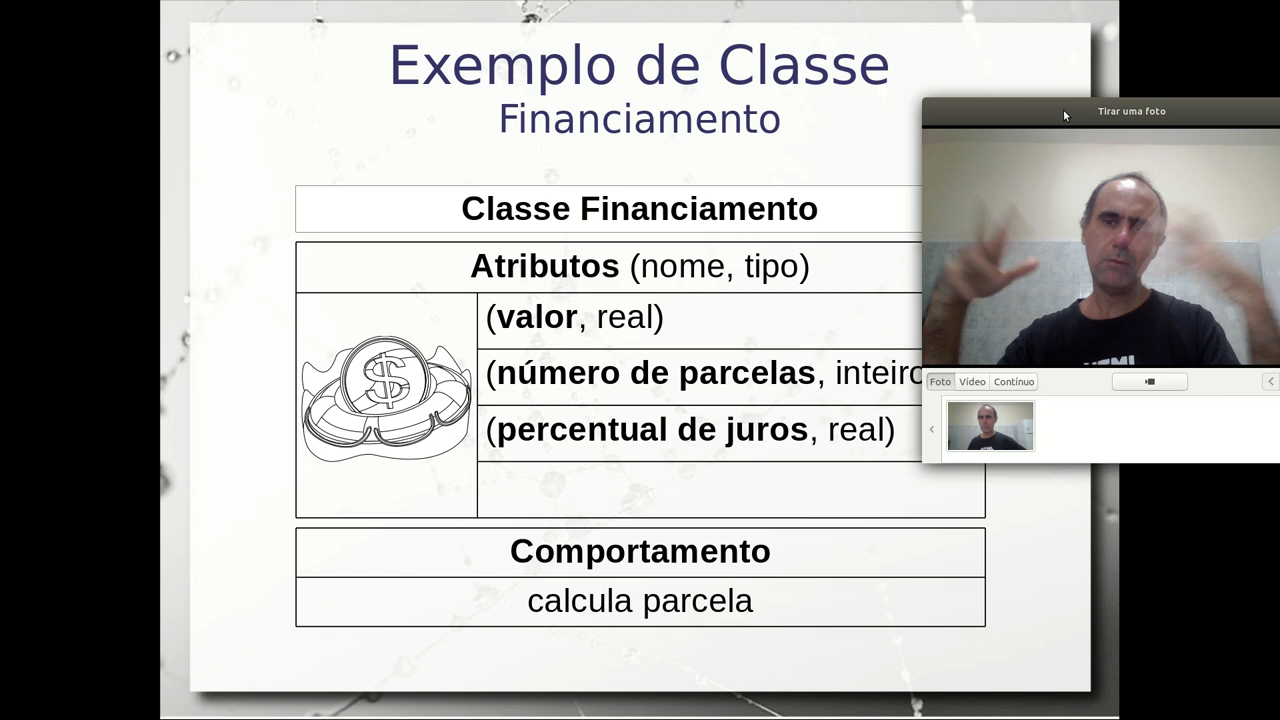 Exemplo de Classe
Financiamento
Classe Financiamento
Atributos (nome, tipo)
(valor, real)
(número de parcelas, inteiro
(percentual de juros, real)
Comportamento
calcula parcela
Tirar uma foto
Foto Vídeo Contínuo